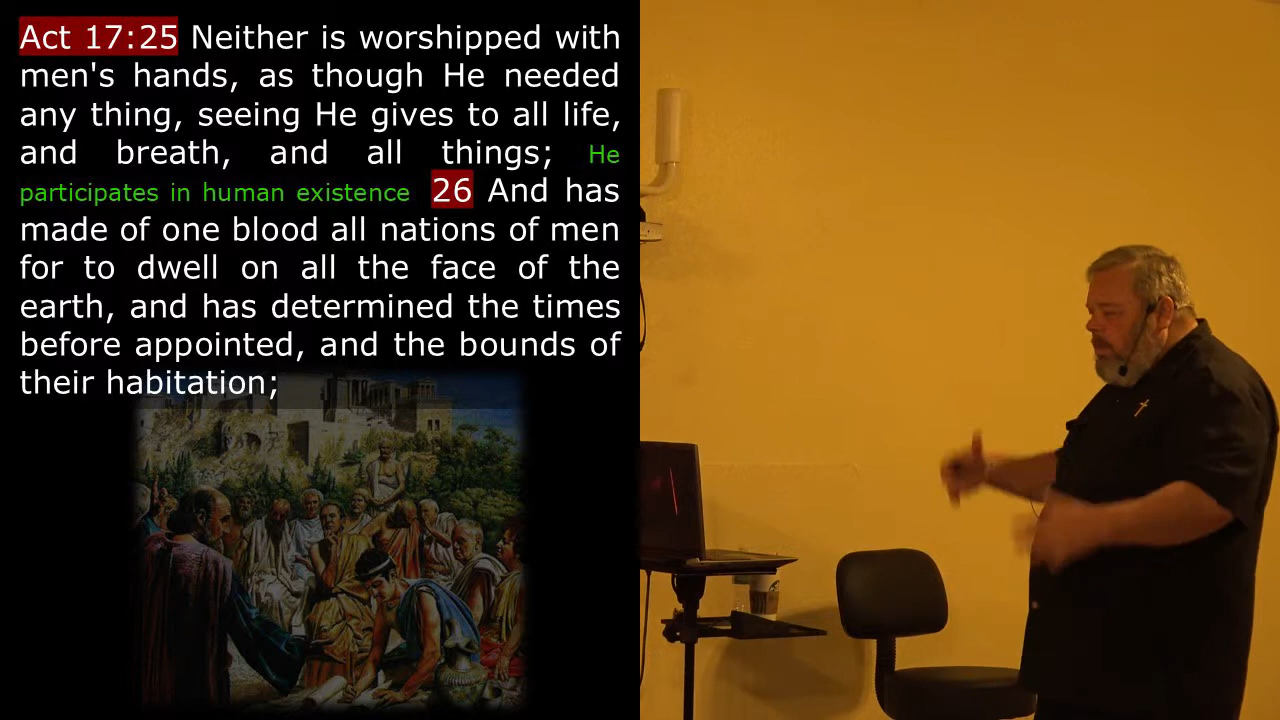 Act 17:25 Neither is worshipped with
men's hands, as though He needed
any thing, seeing He gives to all life,
and breath, and all things; He
participates in human existence 26 And has
made of one blood all nations of men
for to dwell on all the face of the
earth, and has determined the times
before appointed, and the bounds of
their habitation;